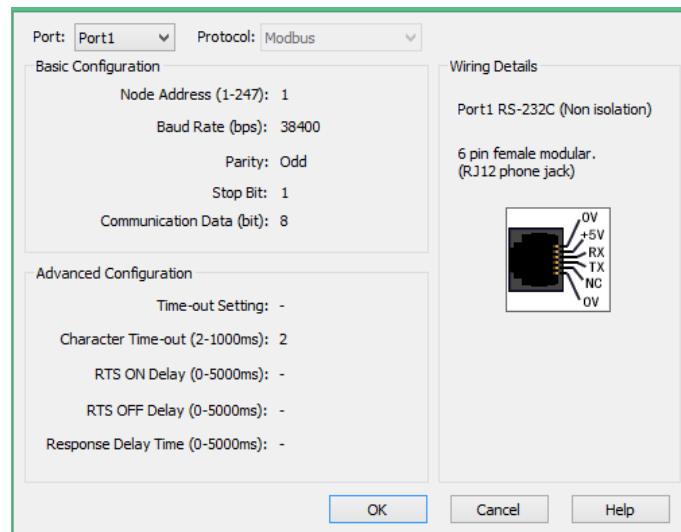 Port: Port1 Protocol: Modbus
Basic Configuration
Node Address (1-247): 1
Baud Rate (bps): 38400
Parity: Odd
Stop Bit: 1
Communication Data (bit): 8
Advanced Configuration
Time-out Setting: -
Character Time-out (2-1000ms): 2
RTS ON Delay (0-5000ms): -
RTS OFF Delay (0-5000ms): -
Response Delay Time (0-5000ms): -
Wiring Details
Port1 RS-232C (Non isolation)
6 pin female modular.
(RJ12 phone jack)
0V
+5V
RX
TX
NC
0V
OK Cancel Help